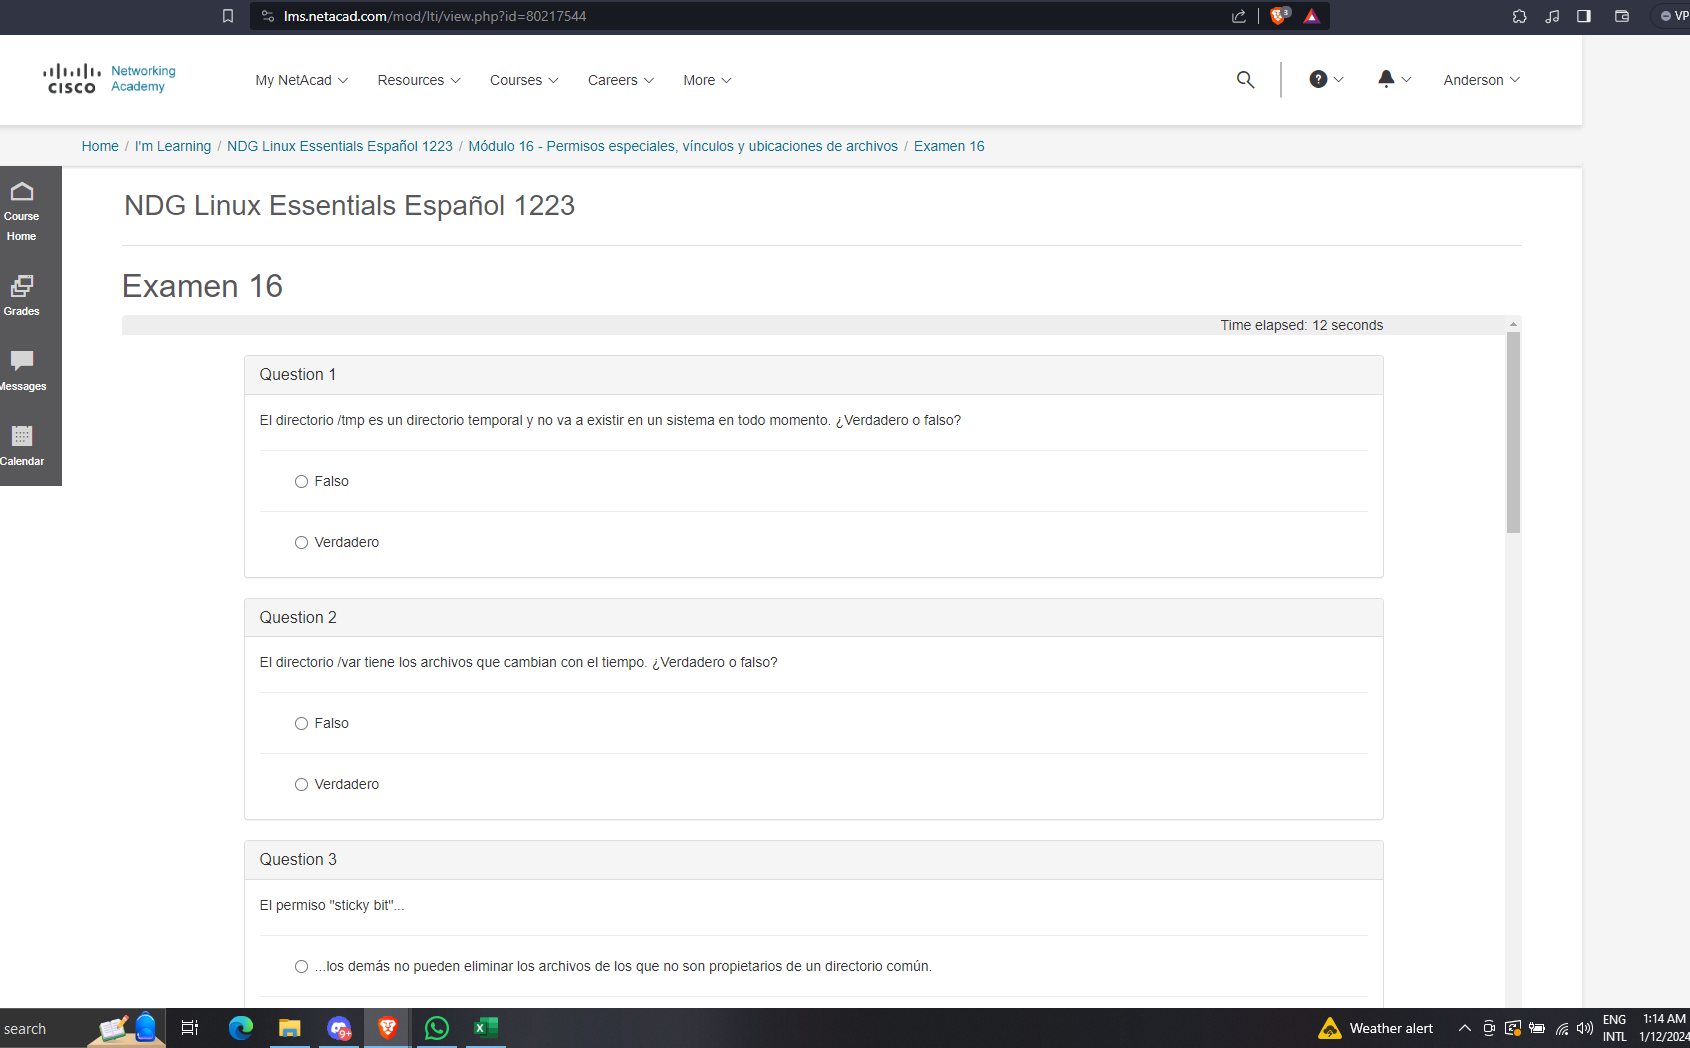 lms.netacad.com/mod/lti/view.php?id=80217544
3
VP
cisco
Networking
Academy
My NetAcad
Resources
Courses
Careers
More
?
Anderson
Home / I'm Learning / NDG Linux Essentials Español 1223 / Módulo 16 - Permisos especiales, vínculos y ubicaciones de archivos / Examen 16
Course
Home
Grades
Messages
Calendar
NDG Linux Essentials Español 1223
Examen 16
Time elapsed: 12 seconds
Question 1
El directorio /tmp es un directorio temporal y no va a existir en un sistema en todo momento. ¿Verdadero o falso?
Falso
Verdadero
Question 2
El directorio /var tiene los archivos que cambian con el tiempo. ¿Verdadero o falso?
Falso
Verdadero
Question 3
El permiso "sticky bit"...
...los demás no pueden eliminar los archivos de los que no son propietarios de un directorio común.
search
9+
Weather alert
ENG
INTL
1:14 AM
1/12/2024